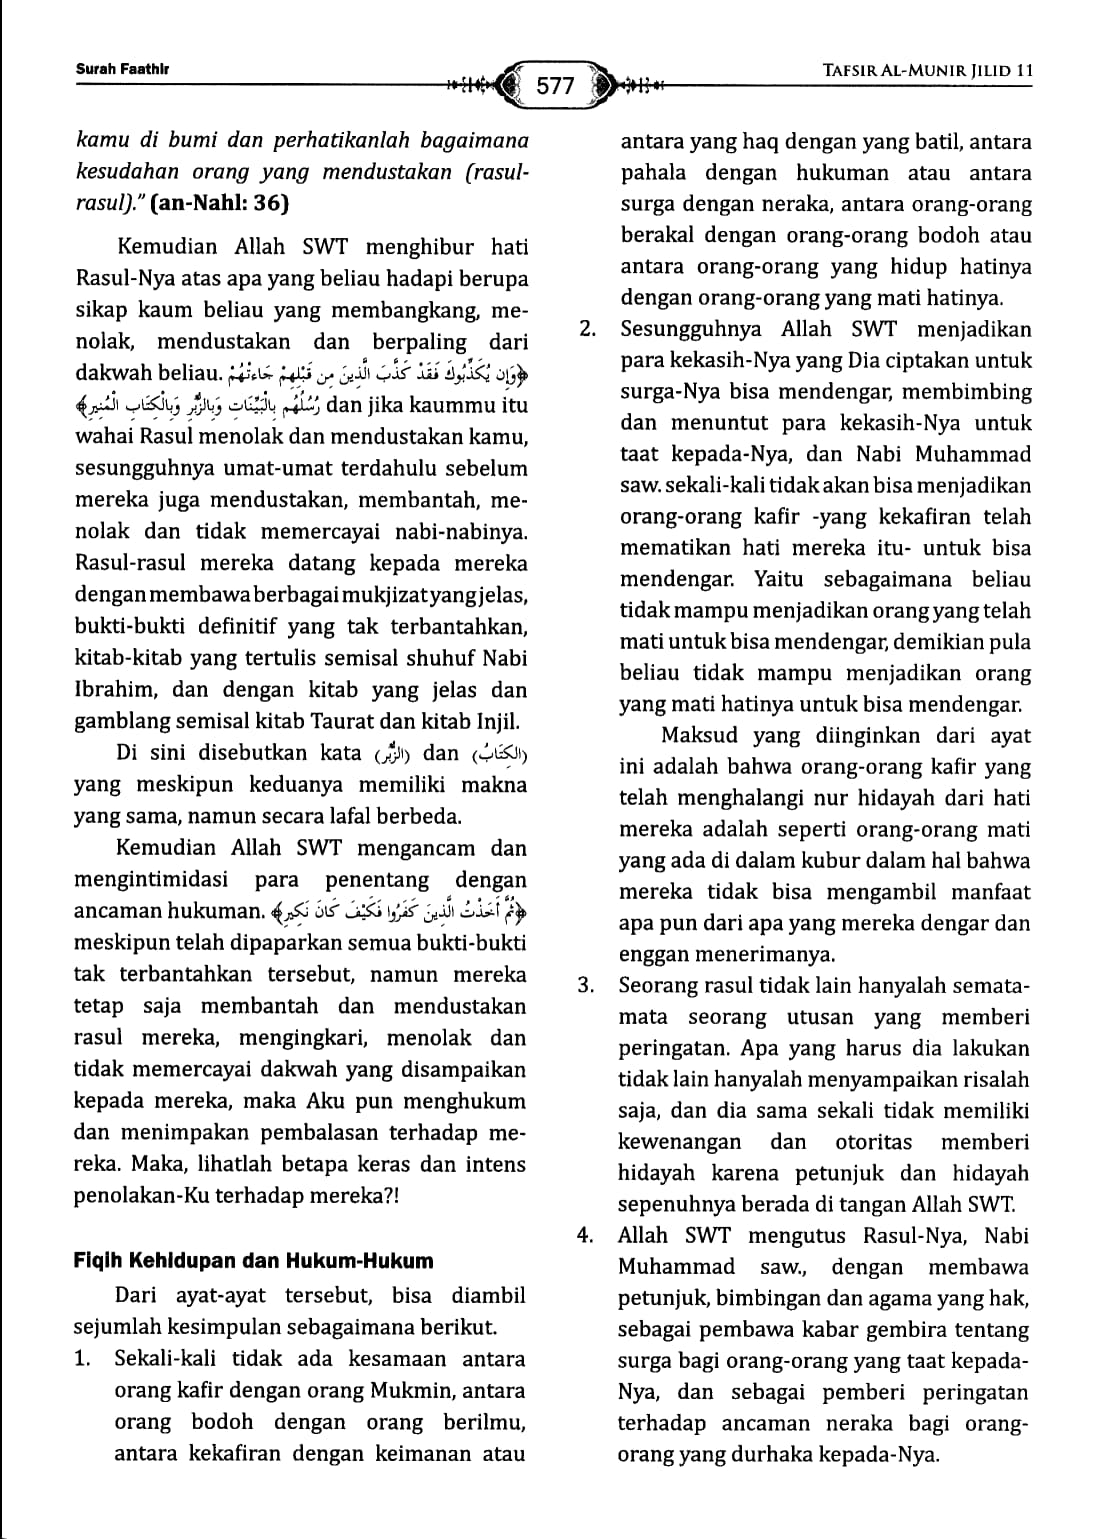 Surah Faathir
577
TAFSIR AL-MUNIR JILID 11
kamu di bumi dan perhatikanlah bagaimana
kesudahan orang yang mendustakan (rasul-
rasul)." (an-Nahl: 36)
Kemudian Allah SWT menghibur hati
Rasul-Nya atas apa yang beliau hadapi berupa
sikap kaum beliau yang membangkang, me-
nolak, mendustakan dan berpaling dari
dakwah beliau. ﴿وَإِن يُكَذِّبُوكَ فَقَدْ كَذَّبَ الَّذِينَ مِن قَبْلِهِمْ جَاءَتْهُمْ
رُسُلُهُم بِالْبَيِّنَاتِ وَبِالزُّبُرِ وَبِالْكِتَابِ الْمُنِيرِ﴾ dan jika kaummu itu
wahai Rasul menolak dan mendustakan kamu,
sesungguhnya umat-umat terdahulu sebelum
mereka juga mendustakan, membantah, me-
nolak dan tidak memercayai nabi-nabinya.
Rasul-rasul mereka datang kepada mereka
dengan membawa berbagai mukjizat yang jelas,
bukti-bukti definitif yang tak terbantahkan,
kitab-kitab yang tertulis semisal shuhuf Nabi
Ibrahim, dan dengan kitab yang jelas dan
gamblang semisal kitab Taurat dan kitab Injil.
Di sini disebutkan kata (الزُّبُر) dan (الكِتَابُ)
yang meskipun keduanya memiliki makna
yang sama, namun secara lafal berbeda.
Kemudian Allah SWT mengancam dan
mengintimidasi para penentang dengan
ancaman hukuman. ﴿ثُمَّ أَخَذْتُ الَّذِينَ كَفَرُوا فَكَيْفَ كَانَ نَكِيرِ﴾
meskipun telah dipaparkan semua bukti-bukti
tak terbantahkan tersebut, namun mereka
tetap saja membantah dan mendustakan
rasul mereka, mengingkari, menolak dan
tidak memercayai dakwah yang disampaikan
kepada mereka, maka Aku pun menghukum
dan menimpakan pembalasan terhadap me-
reka. Maka, lihatlah betapa keras dan intens
penolakan-Ku terhadap mereka?!
Fiqih Kehidupan dan Hukum-Hukum
Dari ayat-ayat tersebut, bisa diambil
sejumlah kesimpulan sebagaimana berikut.
1. Sekali-kali tidak ada kesamaan antara
orang kafir dengan orang Mukmin, antara
orang bodoh dengan orang berilmu,
antara kekafiran dengan keimanan atau
antara yang haq dengan yang batil, antara
pahala dengan hukuman atau antara
surga dengan neraka, antara orang-orang
berakal dengan orang-orang bodoh atau
antara orang-orang yang hidup hatinya
dengan orang-orang yang mati hatinya.
2. Sesungguhnya Allah SWT menjadikan
para kekasih-Nya yang Dia ciptakan untuk
surga-Nya bisa mendengar, membimbing
dan menuntut para kekasih-Nya untuk
taat kepada-Nya, dan Nabi Muhammad
saw. sekali-kali tidak akan bisa menjadikan
orang-orang kafir -yang kekafiran telah
mematikan hati mereka itu- untuk bisa
mendengar. Yaitu sebagaimana beliau
tidak mampu menjadikan orang yang telah
mati untuk bisa mendengar, demikian pula
beliau tidak mampu menjadikan orang
yang mati hatinya untuk bisa mendengar.
Maksud yang diinginkan dari ayat
ini adalah bahwa orang-orang kafir yang
telah menghalangi nur hidayah dari hati
mereka adalah seperti orang-orang mati
yang ada di dalam kubur dalam hal bahwa
mereka tidak bisa mengambil manfaat
apa pun dari apa yang mereka dengar dan
enggan menerimanya.
3. Seorang rasul tidak lain hanyalah semata-
mata seorang utusan yang memberi
peringatan. Apa yang harus dia lakukan
tidak lain hanyalah menyampaikan risalah
saja, dan dia sama sekali tidak memiliki
kewenangan dan otoritas memberi
hidayah karena petunjuk dan hidayah
sepenuhnya berada di tangan Allah SWT.
4. Allah SWT mengutus Rasul-Nya, Nabi
Muhammad saw., dengan membawa
petunjuk, bimbingan dan agama yang hak,
sebagai pembawa kabar gembira tentang
surga bagi orang-orang yang taat kepada-
Nya, dan sebagai pemberi peringatan
terhadap ancaman neraka bagi orang-
orang yang durhaka kepada-Nya.